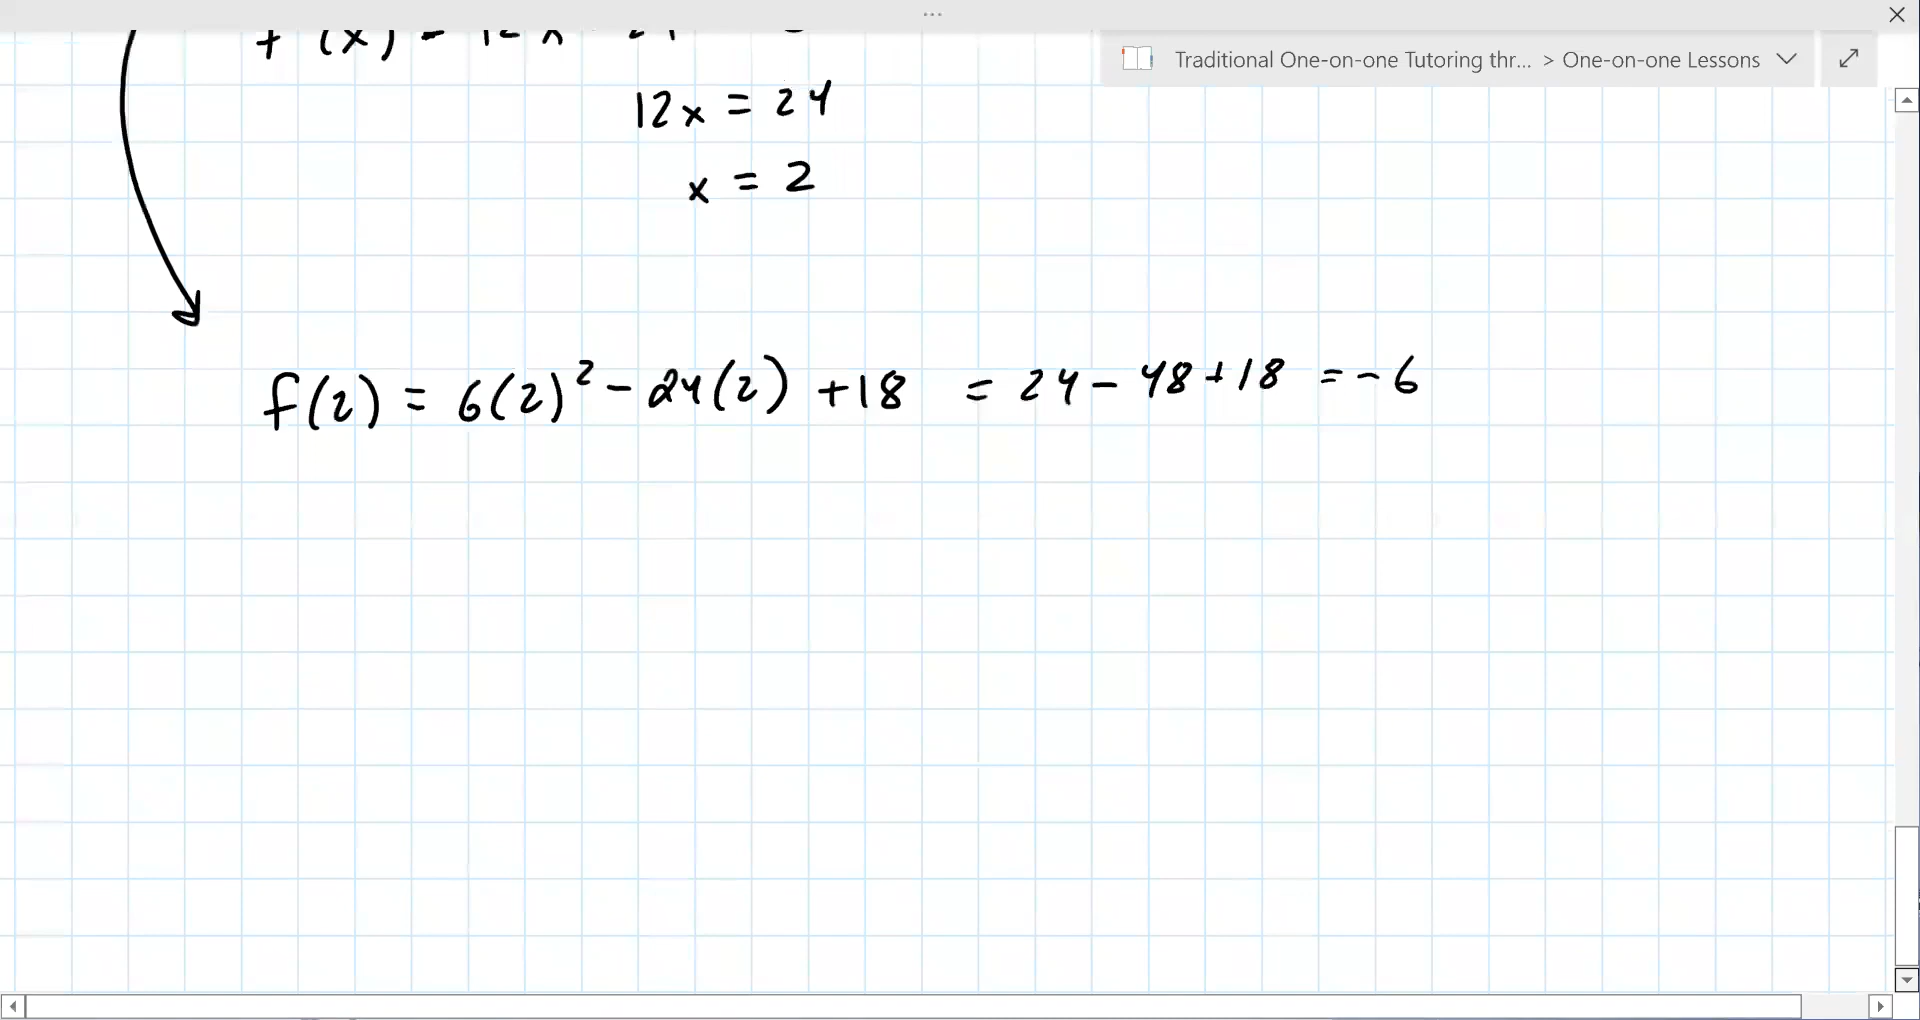 Traditional One-on-one Tutoring thr... > One-on-one Lessons
12x = 24
x = 2
f(2) = 6(2)² - 24(2) + 18 = 24 - 48 + 18 = -6